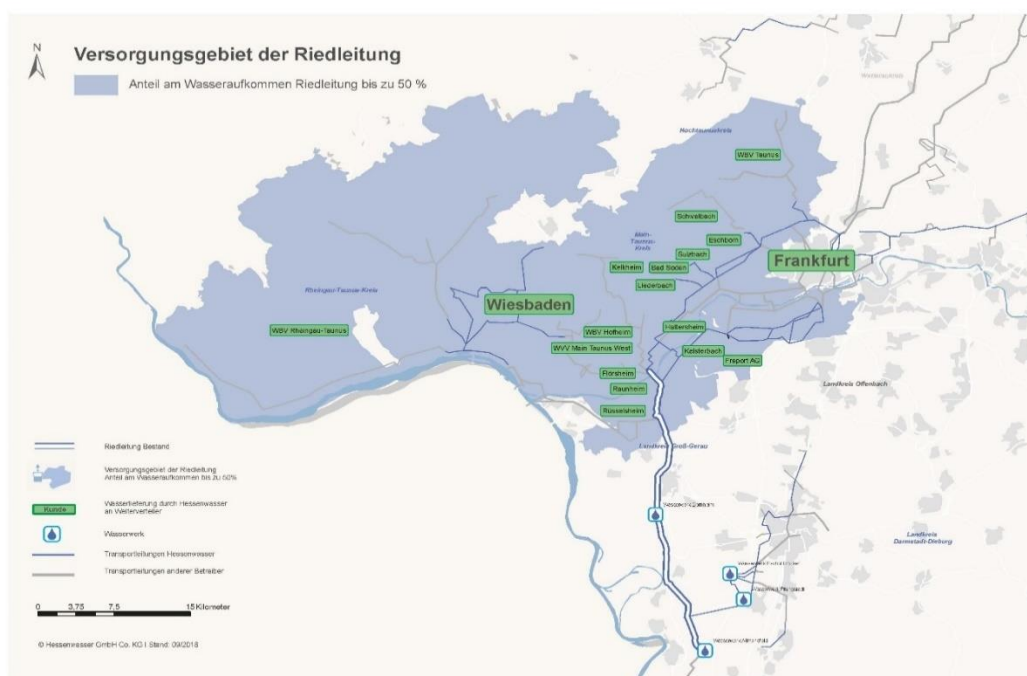 N
Versorgungsgebiet der Riedleitung
Anteil am Wasseraufkommen Riedleitung bis zu 50 %
Hochtaunuskreis
WBV Taunus
Schwalbach
Main-
Taunus-
Kreis
Eschborn
Sulzbach
Frankfurt
Kelkheim
Bad Soden
Liederbach
Rheingau-Taunus-Kreis
Wiesbaden
WBV Rheingau-Taunus
WBV Hofheim
Hattersheim
WVV Main Taunus West
Kelsterbach
Fraport AG
Flörsheim
Raunheim
Landkreis Offenbach
Rüsselsheim
Landkreis Groß-Gerau
Riedleitung Bestand
Versorgungsgebiet der Riedleitung
Anteil am Wasseraufkommen bis zu 50%
Kunde
Wasserlieferung durch Hessenwasser
an Weiterverteiler
Wasserwerk
Landkreis
Darmstadt-Dieburg
Transportleitungen Hessenwasser
Transportleitungen anderer Betreiber
0 3,75 7,5 15 Kilometer
© Hessenwasser GmbH Co. KG I Stand: 09/2018